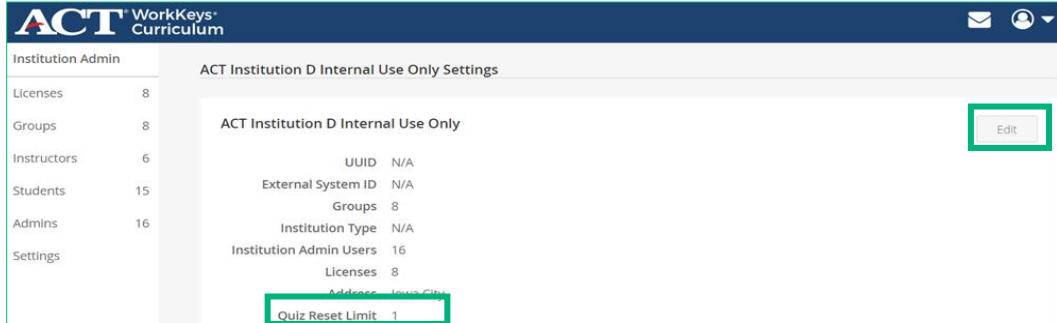 ACT® WorkKeys®
Curriculum
Institution Admin
Licenses 8
Groups 8
Instructors 6
Students 15
Admins 16
Settings
ACT Institution D Internal Use Only Settings
ACT Institution D Internal Use Only
Edit
UUID N/A
External System ID N/A
Groups 8
Institution Type N/A
Institution Admin Users 16
Licenses 8
Address Iowa City
Quiz Reset Limit 1